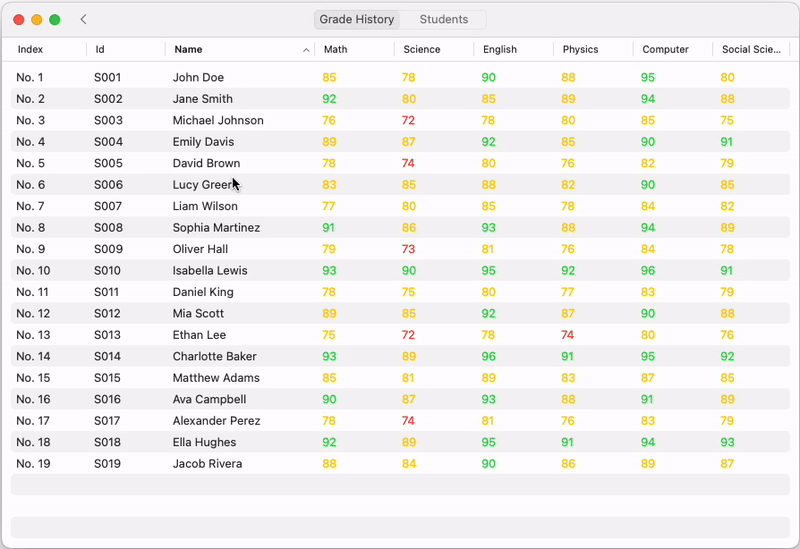 Grade History Students
Index Id Name Math Science English Physics Computer Social Scie...
No. 1 S001 John Doe 85 78 90 88 95 80
No. 2 S002 Jane Smith 92 80 85 89 94 88
No. 3 S003 Michael Johnson 76 72 78 80 85 75
No. 4 S004 Emily Davis 89 87 92 85 90 91
No. 5 S005 David Brown 78 74 80 76 82 79
No. 6 S006 Lucy Green 83 85 88 82 90 85
No. 7 S007 Liam Wilson 77 80 85 78 84 82
No. 8 S008 Sophia Martinez 91 86 93 88 94 89
No. 9 S009 Oliver Hall 79 73 81 76 84 78
No. 10 S010 Isabella Lewis 93 90 95 92 96 91
No. 11 S011 Daniel King 78 75 80 77 83 79
No. 12 S012 Mia Scott 89 85 92 87 90 88
No. 13 S013 Ethan Lee 75 72 78 74 80 76
No. 14 S014 Charlotte Baker 93 89 96 91 95 92
No. 15 S015 Matthew Adams 85 81 89 83 87 85
No. 16 S016 Ava Campbell 90 87 93 88 91 89
No. 17 S017 Alexander Perez 78 74 81 76 83 79
No. 18 S018 Ella Hughes 92 89 95 91 94 93
No. 19 S019 Jacob Rivera 88 84 90 86 89 87